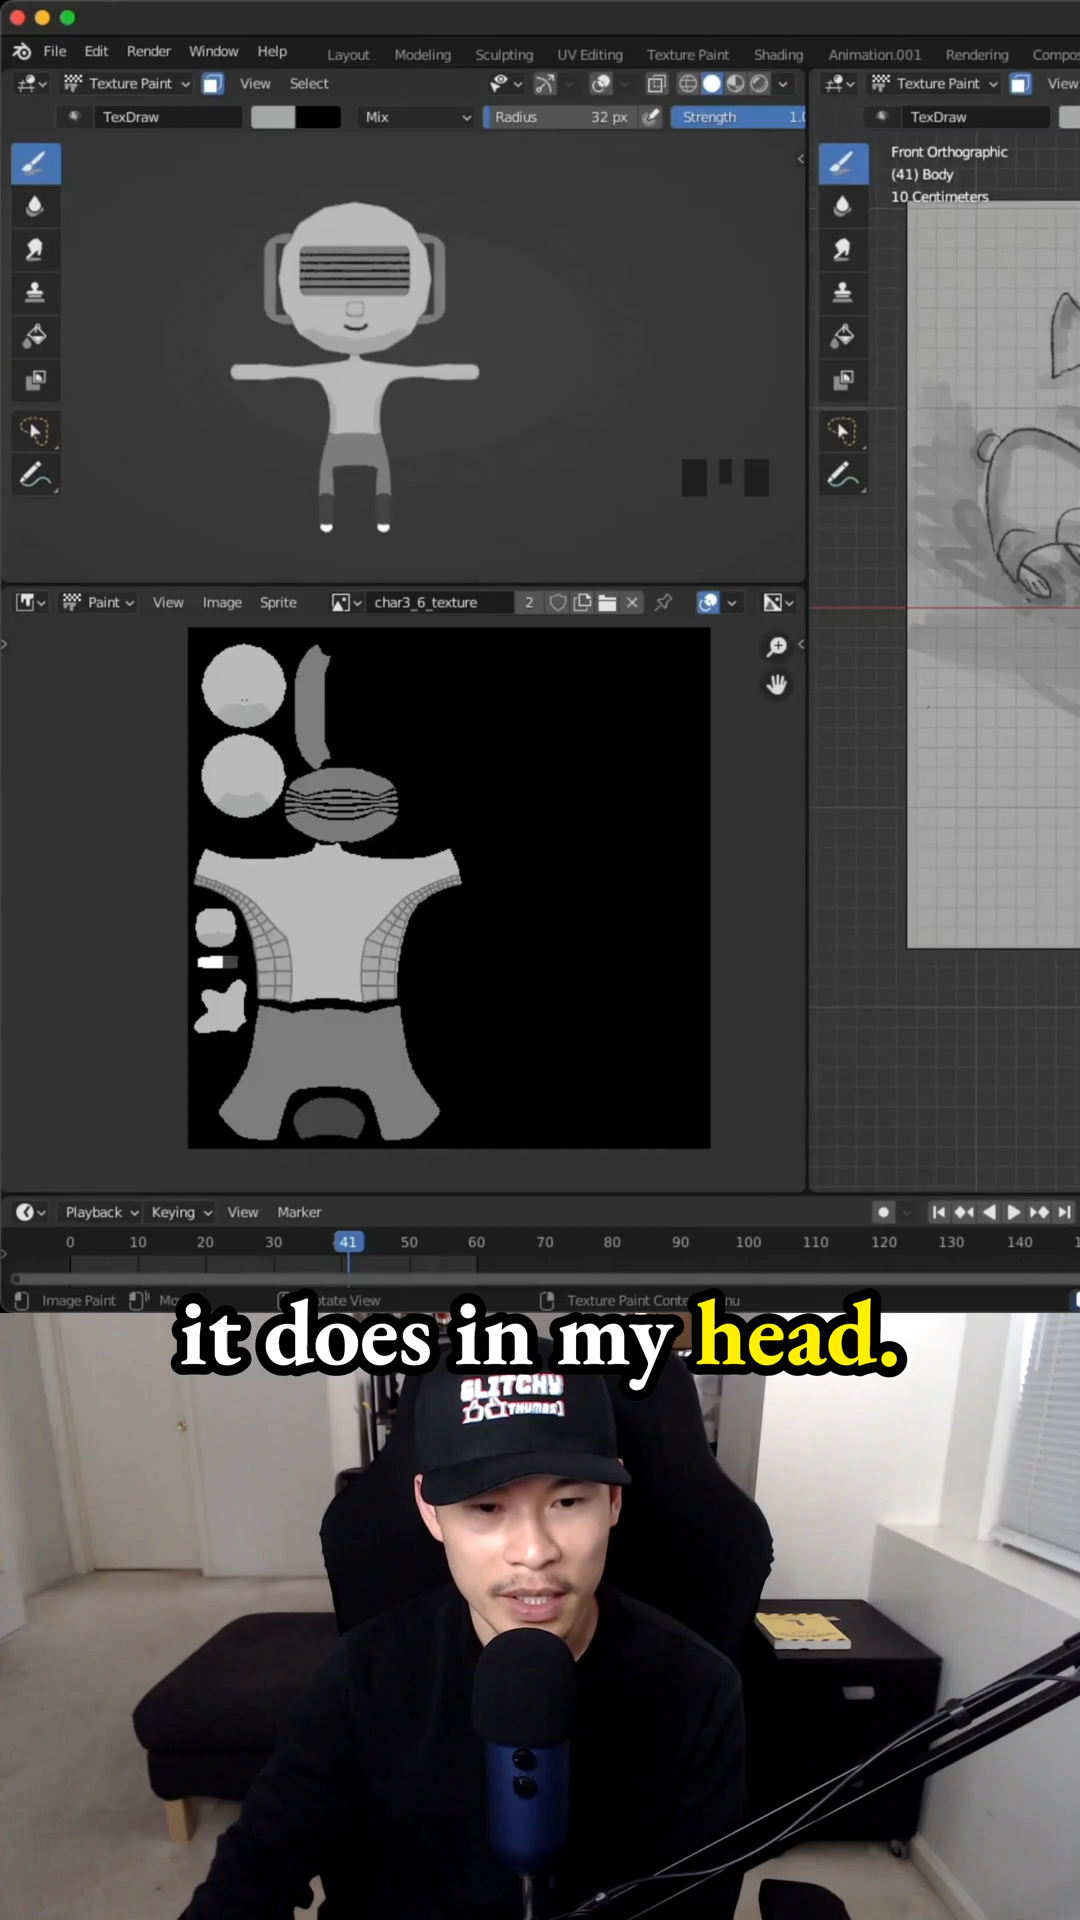 File Edit Render Window Help Layout Modeling Sculpting UV Editing Texture Paint Shading Animation.001 Rendering
Texture Paint View Select
Texture Paint View
TexDraw Mix Radius 32 px Strength
TexDraw
Front Orthographic
(41) Body
10 Centimeters
Paint View Image Sprite char3_6_texture 2
Playback Keying View Marker
0 10 20 30 41 50 60 70 80 90 100 110 120 130 140
Image Paint View Texture Paint
it does in my head.
GLITCHY
THUMBS